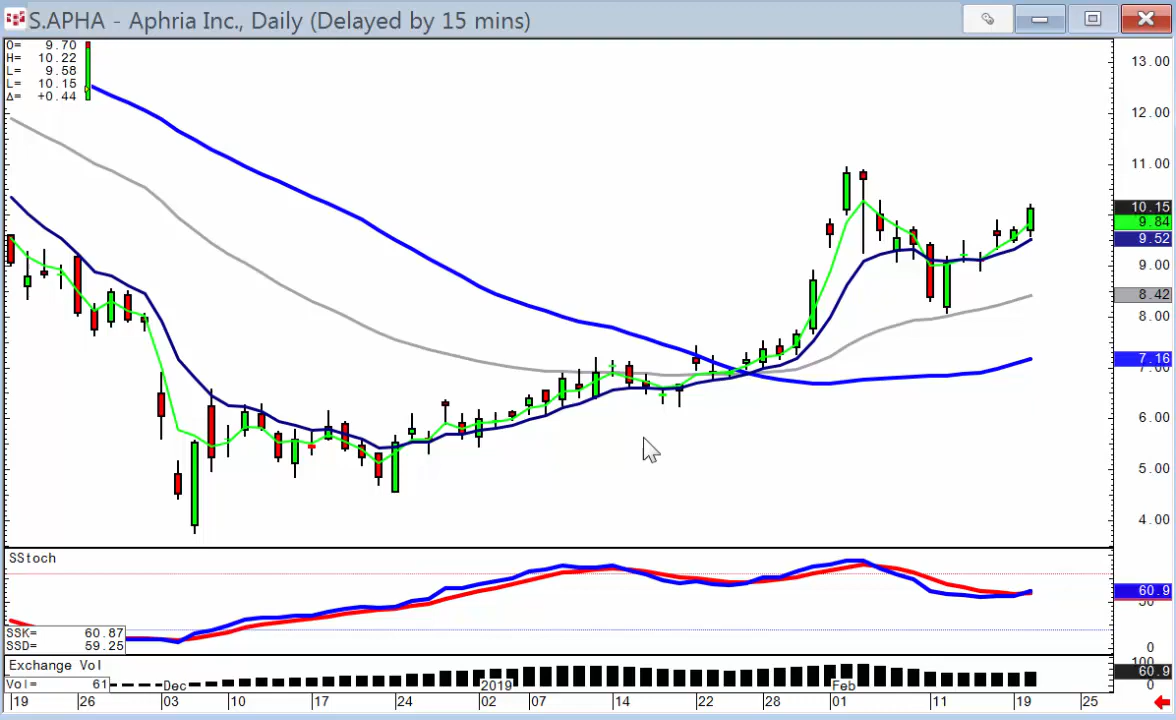 S.APHA - Aphria Inc., Daily (Delayed by 15 mins)
O= 9.70
H= 10.22
L= 9.58
L= 10.15
Δ= +0.44
13.00
12.00
11.00
10.15
9.84
9.52
9.00
8.42
8.00
7.16
7.00
6.00
5.00
4.00
SStoch
60.9
50
SSK= 60.87
SSD= 59.25
0
Exchange Vol
100
60.9
Vol= 61
0
Dec 2019 Feb
19 26 03 10 17 24 02 07 14 22 28 01 11 19 25